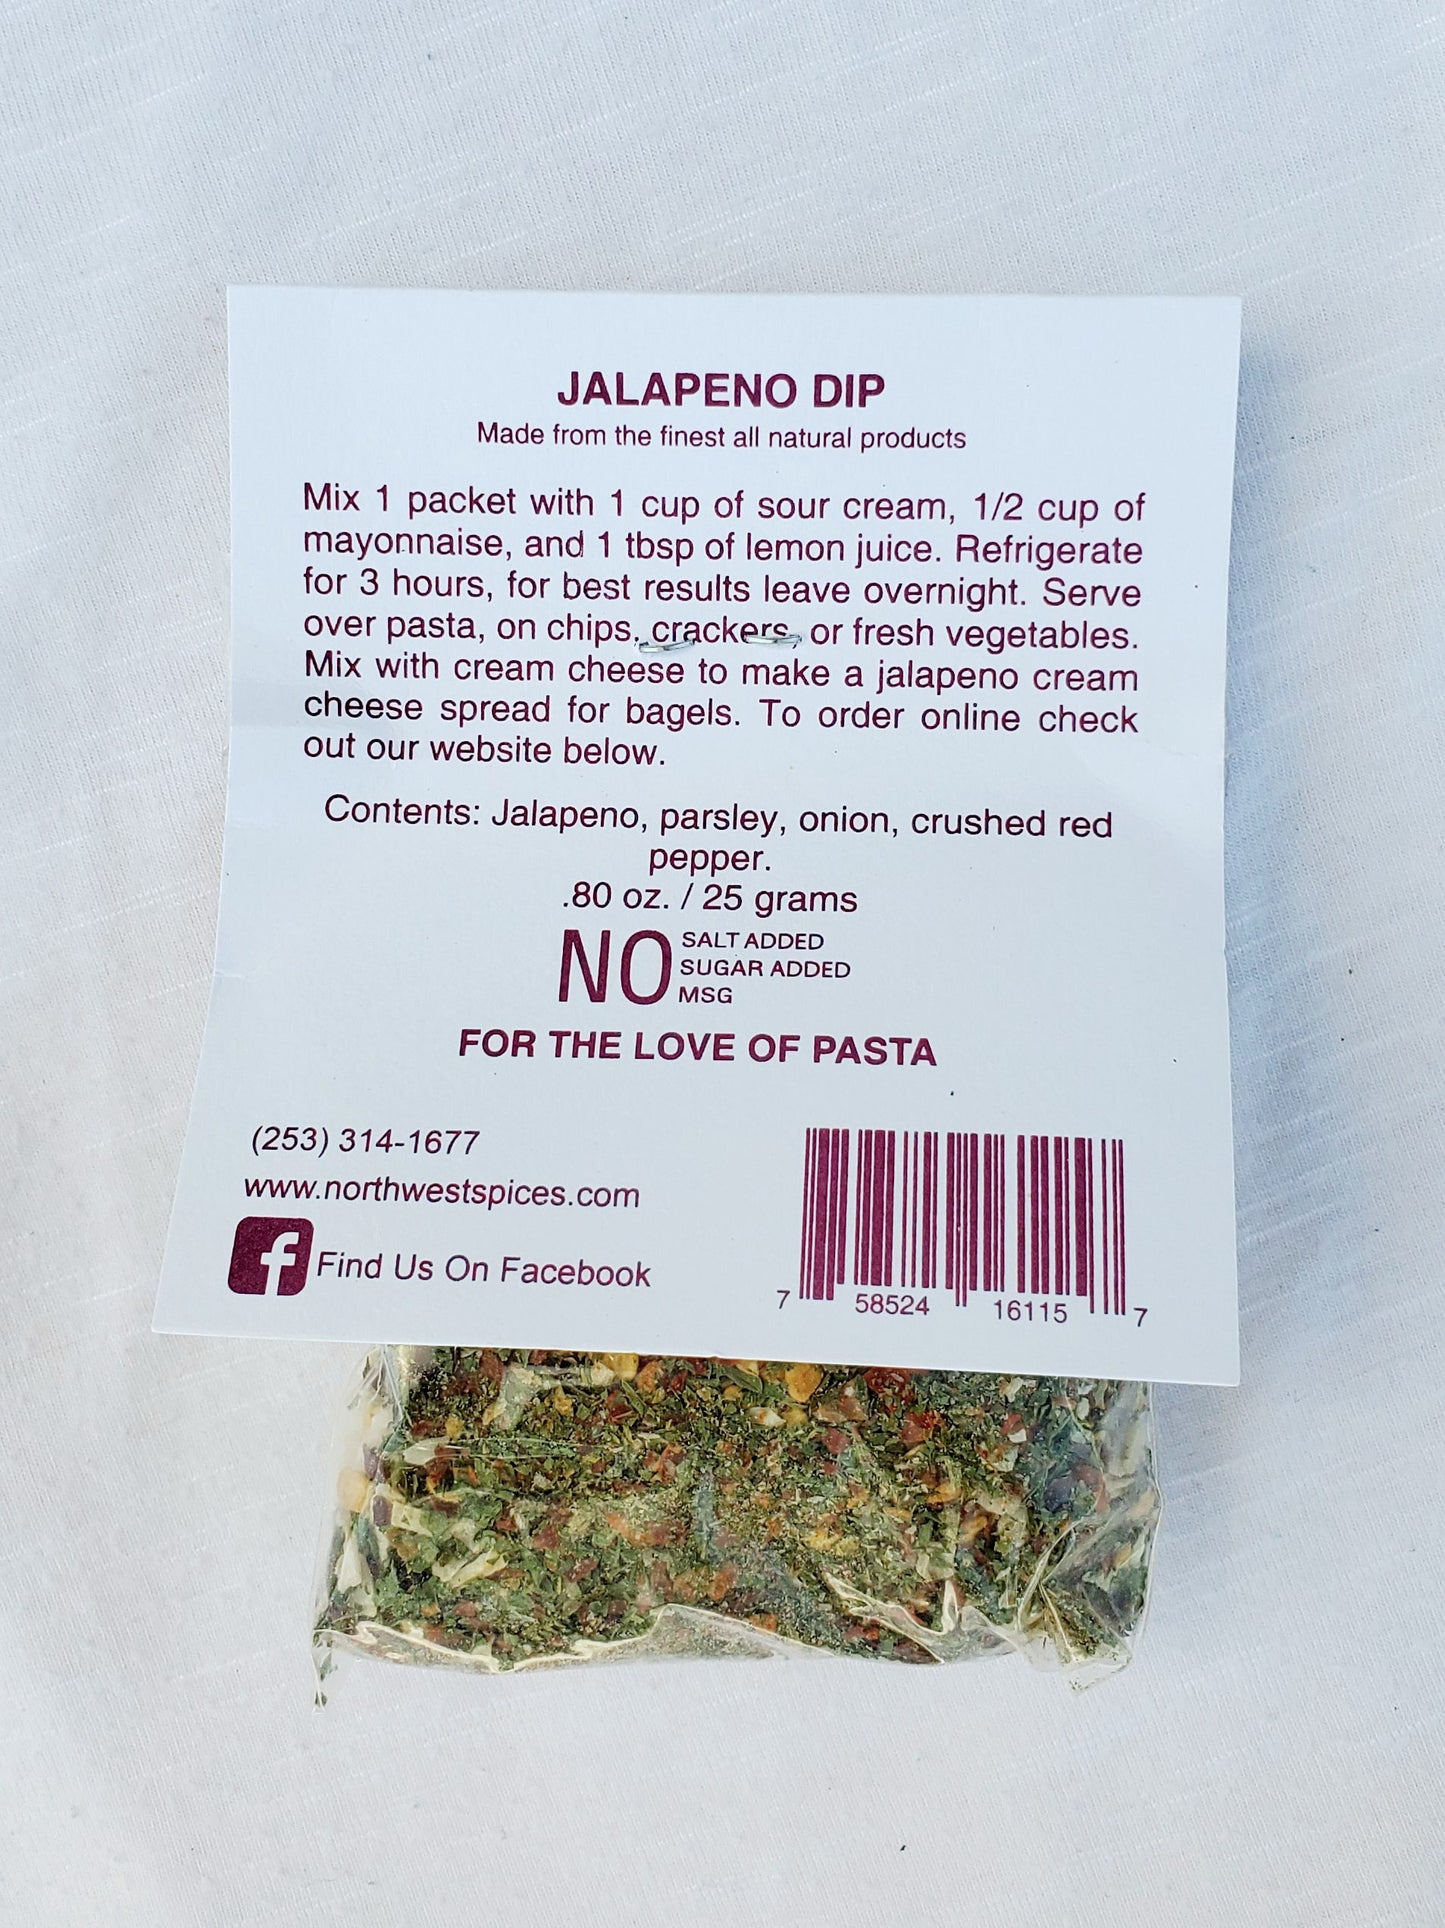 JALAPENO DIP
Made from the finest all natural products
Mix 1 packet with 1 cup of sour cream, 1/2 cup of
mayonnaise, and 1 tbsp of lemon juice. Refrigerate
for 3 hours, for best results leave overnight. Serve
over pasta, on chips, crackers, or fresh vegetables.
Mix with cream cheese to make a jalapeno cream
cheese spread for bagels. To order online check
out our website below.
Contents: Jalapeno, parsley, onion, crushed red
pepper.
.80 oz. / 25 grams
NO SALT ADDED
SUGAR ADDED
MSG
FOR THE LOVE OF PASTA
(253) 314-1677
www.northwestspices.com
f Find Us On Facebook
7 58524 16115 7